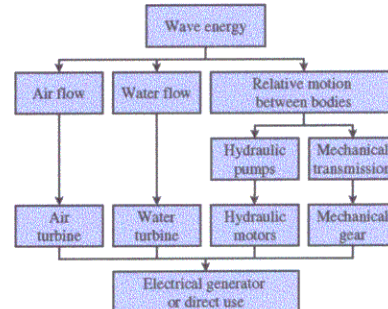 Wave energy
Air flow
Water flow
Relative motion
between bodies
Hydraulic
pumps
Mechanical
transmission
Air
turbine
Water
turbine
Hydraulic
motors
Mechanical
gear
Electrical generator
or direct use